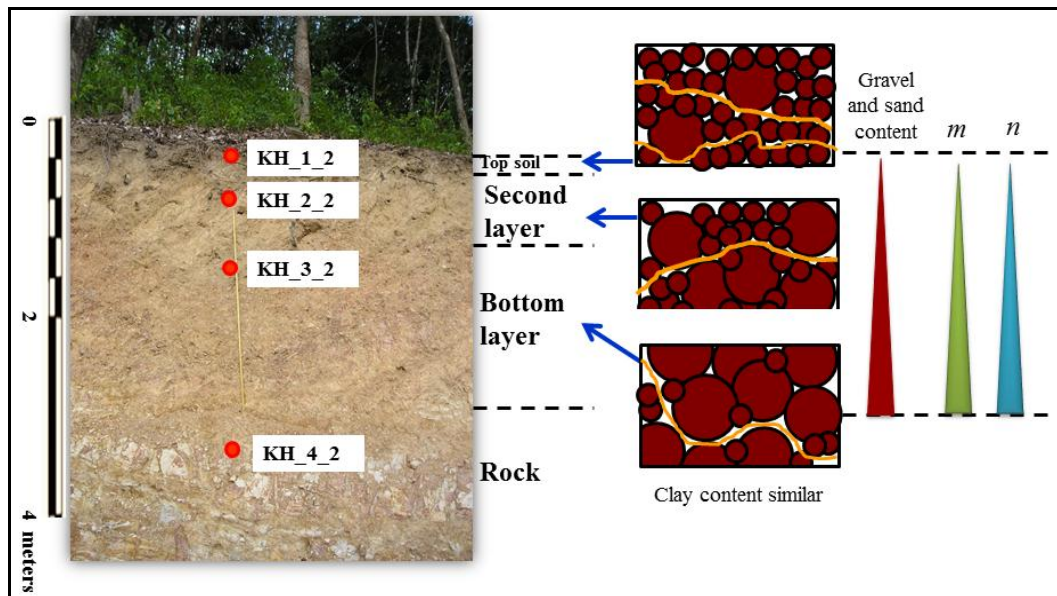 0
2
4 meters
KH_1_2
KH_2_2
KH_3_2
KH_4_2
Top soil
Second
layer
Bottom
layer
Rock
Gravel
and sand
content
m
n
Clay content similar